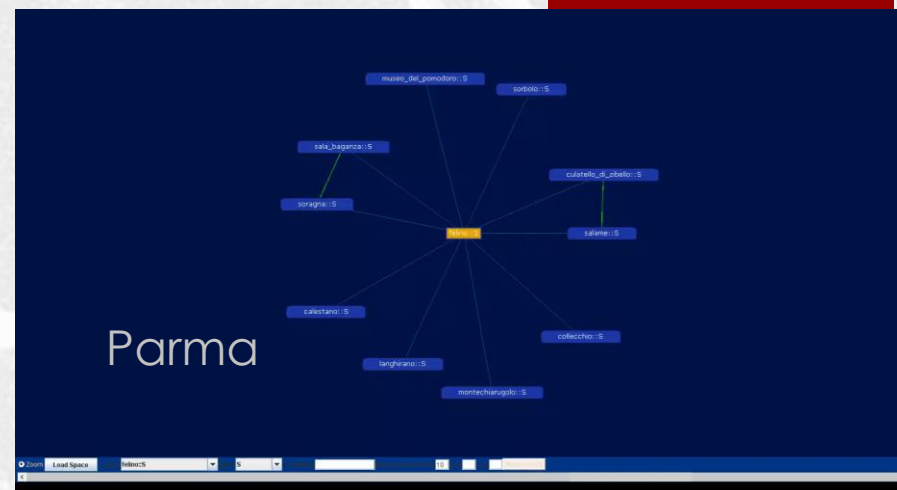 museo_del_pomodoro::S
sorbolo::S
sala_baganza::S
culatello_di_zibello::S
soragna::S
felino::S
salame::S
calestano::S
Parma
collecchio::S
langhirano::S
montechiarugolo::S
Zoom Load Space felino::S S 10